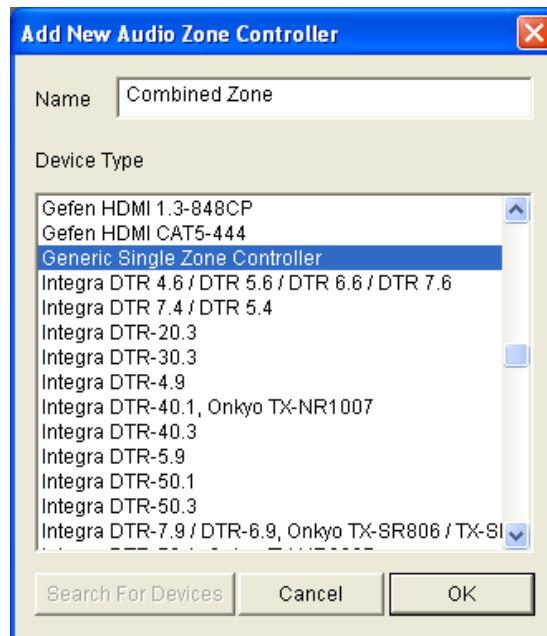 Add New Audio Zone Controller
Name Combined Zone
Device Type
Gefen HDMI 1.3-848CP
Gefen HDMI CAT5-444
Generic Single Zone Controller
Integra DTR 4.6 / DTR 5.6 / DTR 6.6 / DTR 7.6
Integra DTR 7.4 / DTR 5.4
Integra DTR-20.3
Integra DTR-30.3
Integra DTR-4.9
Integra DTR-40.1, Onkyo TX-NR1007
Integra DTR-40.3
Integra DTR-5.9
Integra DTR-50.1
Integra DTR-50.3
Integra DTR-7.9 / DTR-6.9, Onkyo TX-SR806 / TX-SI
Search For Devices Cancel OK